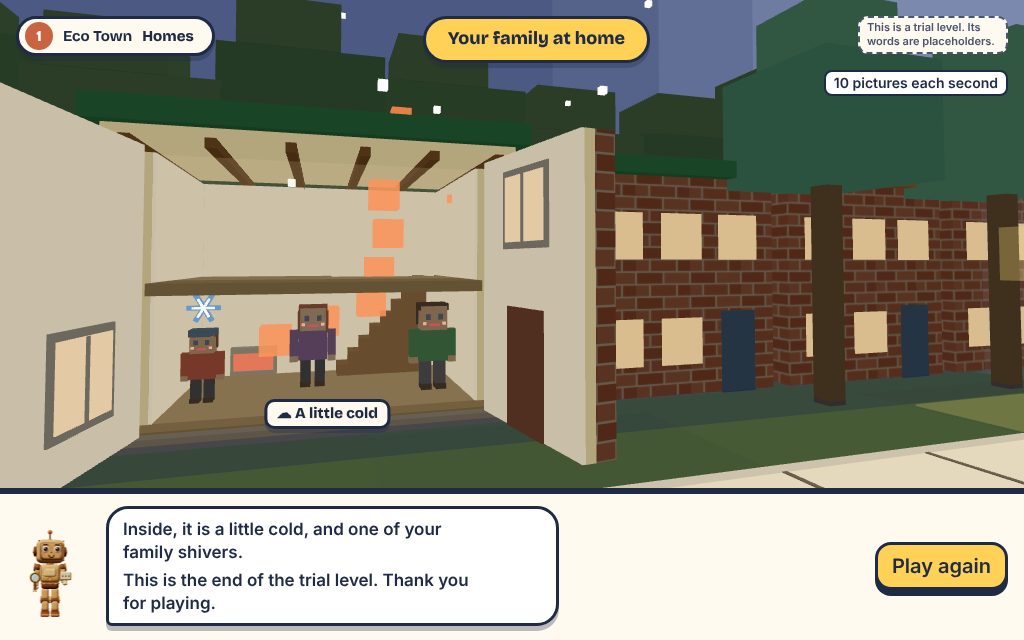 1 Eco Town Homes
Your family at home
This is a trial level. Its
words are placeholders.
10 pictures each second
A little cold
Inside, it is a little cold, and one of your
family shivers.
This is the end of the trial level. Thank you
for playing.
Play again